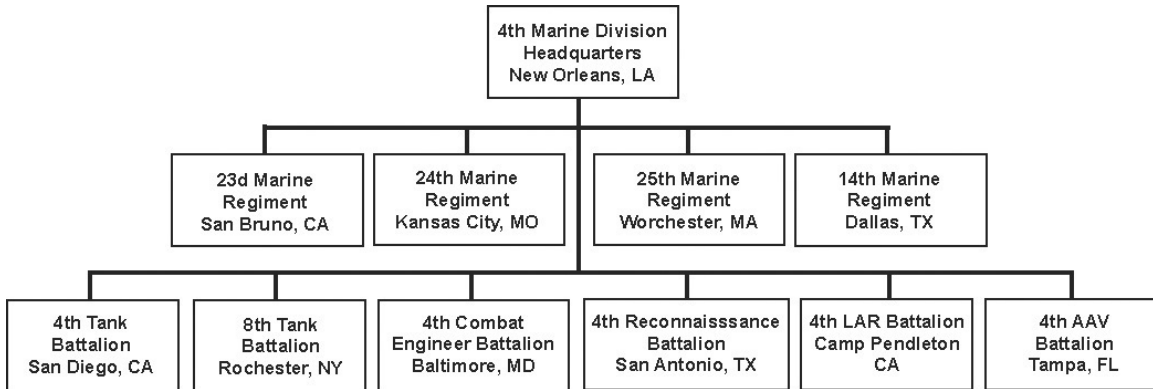 4th Marine Division
Headquarters
New Orleans, LA
23d Marine
Regiment
San Bruno, CA
24th Marine
Regiment
Kansas City, MO
25th Marine
Regiment
Worchester, MA
14th Marine
Regiment
Dallas, TX
4th Tank
Battalion
San Diego, CA
8th Tank
Battalion
Rochester, NY
4th Combat
Engineer Battalion
Baltimore, MD
4th Reconnaisssance
Battalion
San Antonio, TX
4th LAR Battalion
Camp Pendleton
CA
4th AAV
Battalion
Tampa, FL